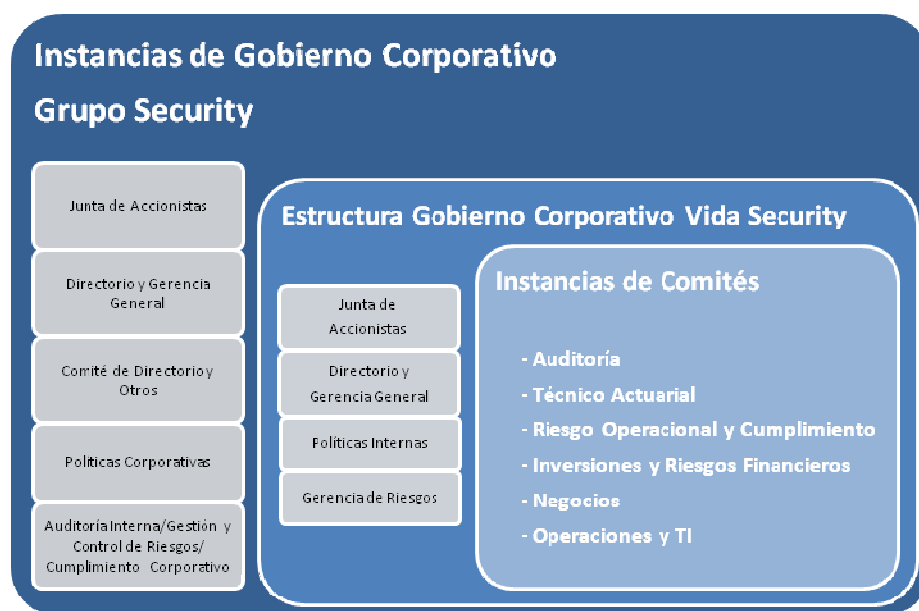 Instancias de Gobierno Corporativo
Grupo Security
Junta de Accionistas
Directorio y Gerencia
General
Comité de Directorio y
Otros
Políticas Corporativas
Auditoría Interna/Gestión y
Control de Riesgos/
Cumplimiento Corporativo
Estructura Gobierno Corporativo Vida Security
Junta de
Accionistas
Directorio y
Gerencia General
Políticas Internas
Gerencia de Riesgos
Instancias de Comités
- Auditoría
- Técnico Actuarial
- Riesgo Operacional y Cumplimiento
- Inversiones y Riesgos Financieros
- Negocios
- Operaciones y TI